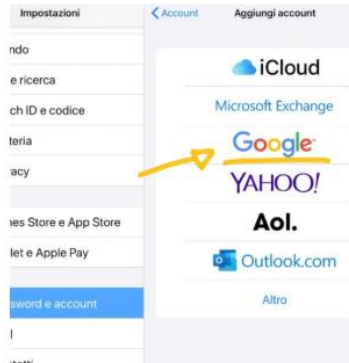 Impostazioni
Account
Aggiungi account
ndo
e ricerca
ch ID e codice
teria
acy
nes Store e App Store
let e Apple Pay
sword e account
iCloud
Microsoft Exchange
Google
YAHOO!
Aol.
Outlook.com
Altro